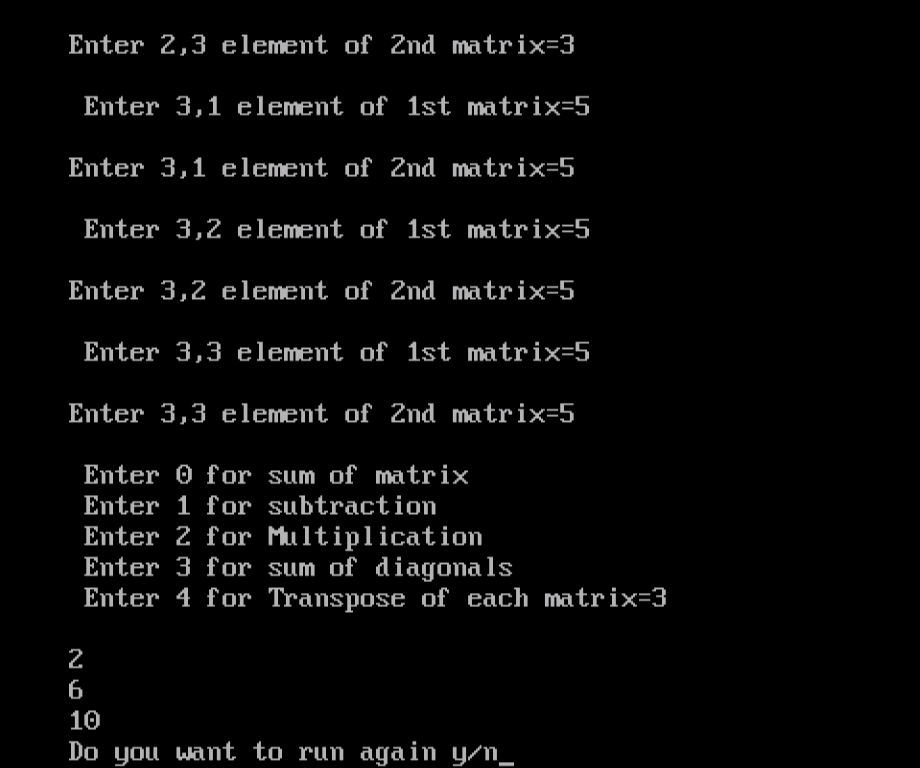 Enter 2,3 element of 2nd matrix=3
Enter 3,1 element of 1st matrix=5
Enter 3,1 element of 2nd matrix=5
Enter 3,2 element of 1st matrix=5
Enter 3,2 element of 2nd matrix=5
Enter 3,3 element of 1st matrix=5
Enter 3,3 element of 2nd matrix=5
Enter 0 for sum of matrix
Enter 1 for subtraction
Enter 2 for Multiplication
Enter 3 for sum of diagonals
Enter 4 for Transpose of each matrix=3
2
6
10
Do you want to run again y/n_